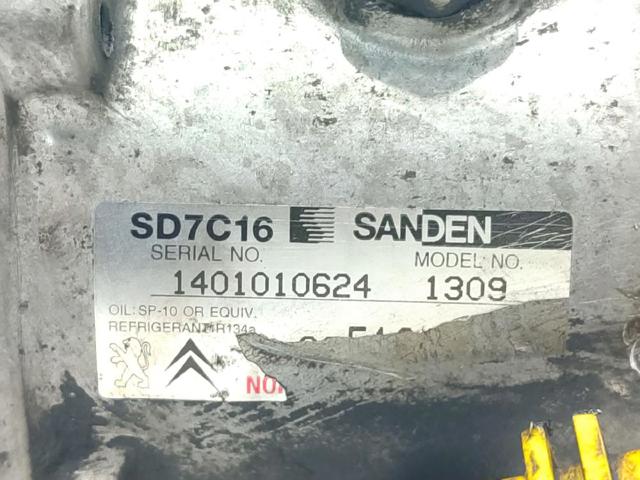 SD7C16 SANDEN
SERIAL NO. MODEL NO.
1401010624 1309
OIL: SP-10 OR EQUIV.
REFRIGERANT: R134a